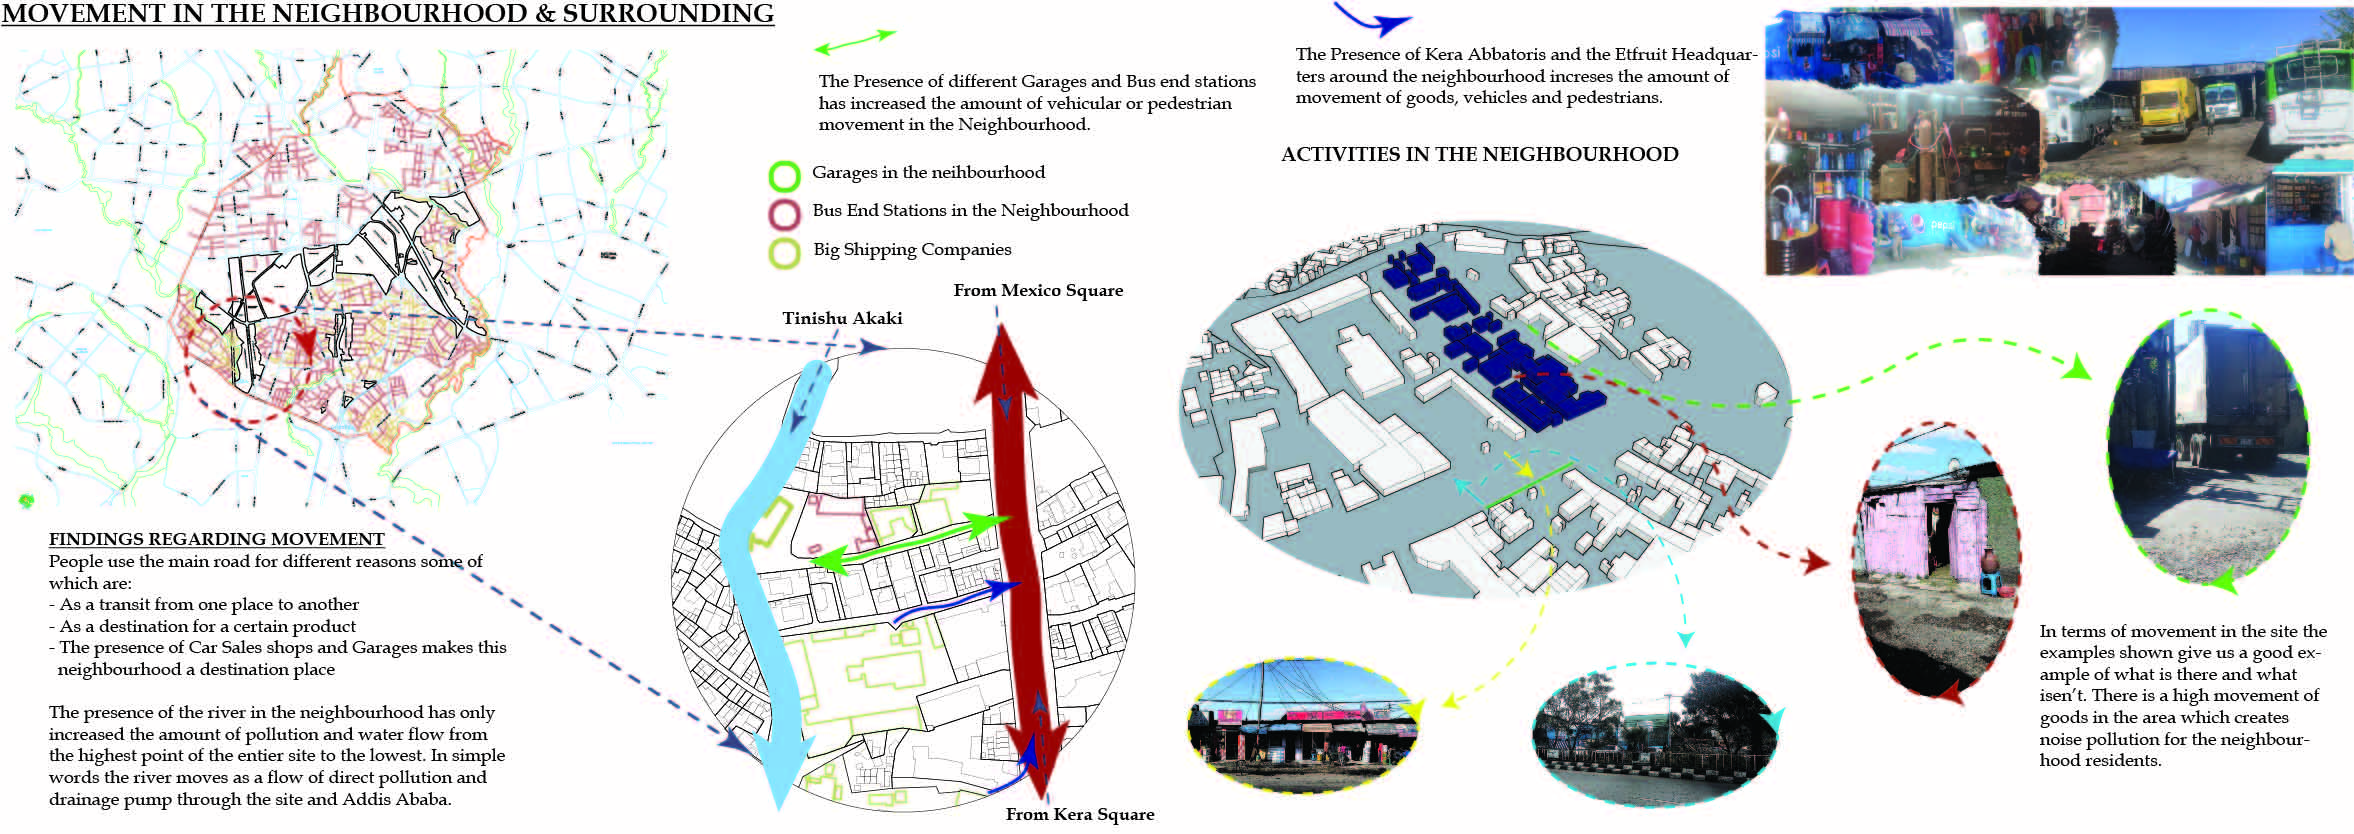 MOVEMENT IN THE NEIGHBOURHOOD & SURROUNDING
The Presence of different Garages and Bus end stations
has increased the amount of vehicular or pedestrian
movement in the Neighbourhood.
Garages in the neihbourhood
Bus End Stations in the Neighbourhood
Big Shipping Companies
The Presence of Kera Abbatoris and the Etfruit Headquar-
ters around the neighbourhood increses the amount of
movement of goods, vehicles and pedestrians.
ACTIVITIES IN THE NEIGHBOURHOOD
pepsi
From Mexico Square
Tinishu Akaki
From Kera Square
FINDINGS REGARDING MOVEMENT
People use the main road for different reasons some of
which are:
- As a transit from one place to another
- As a destination for a certain product
- The presence of Car Sales shops and Garages makes this
neighbourhood a destination place
The presence of the river in the neighbourhood has only
increased the amount of pollution and water flow from
the highest point of the entier site to the lowest. In simple
words the river moves as a flow of direct pollution and
drainage pump through the site and Addis Ababa.
In terms of movement in the site the
examples shown give us a good ex-
ample of what is there and what
isen't. There is a high movement of
goods in the area which creates
noise pollution for the neighbour-
hood residents.